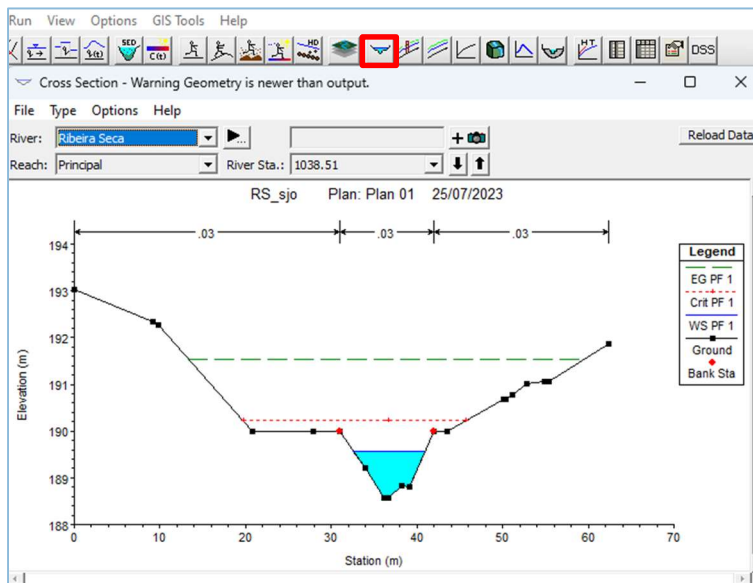 Run View Options GIS Tools Help
SED C(t) HD HT DSS
Cross Section - Warning Geometry is newer than output.
File Type Options Help
River: Ribeira Seca
Reload Data
Reach: Principal River Sta.: 1038.51
RS_sjo Plan: Plan 01 25/07/2023
.03 .03 .03
Legend
EG PF 1
Crit PF 1
WS PF 1
Ground
Bank Sta
194
193
192
191
190
189
188
Elevation (m)
0 10 20 30 40 50 60 70
Station (m)